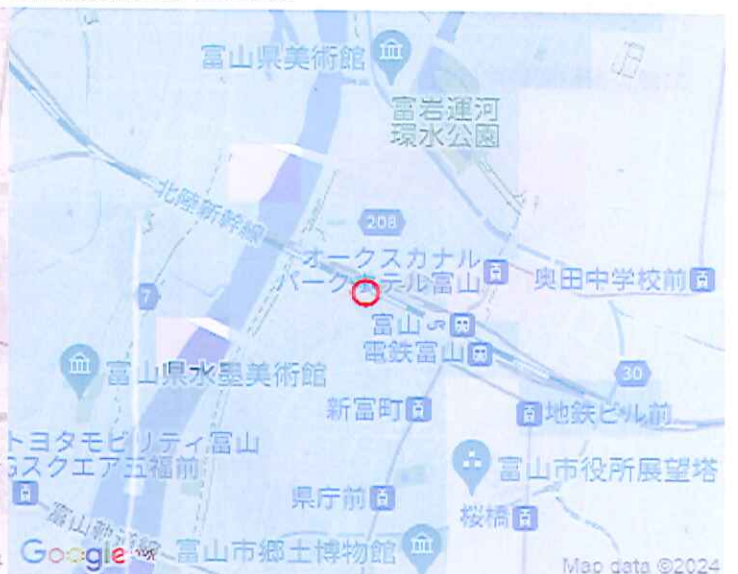 富山県美術館
富岩運河
環水公園
北陸新幹線
208
オークスカナル
パークホテル富山
奥田中学校前
7
富山 JR
電鉄富山
富山県水墨美術館
30
新富町
地鉄ビル前
トヨタモビリティ富山
Gスクエア五福前
富山市役所展望塔
県庁前
桜橋
Google
富山市郷土博物館
Map data ©2024